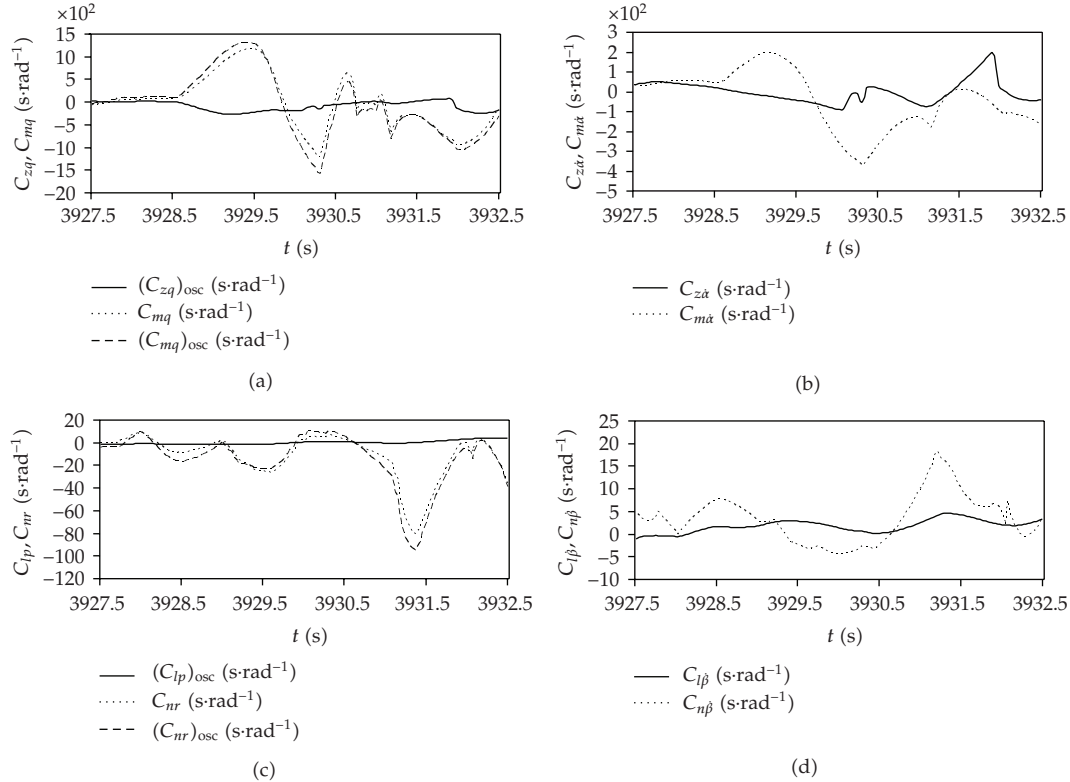 ×10²
15
10
5
0
−5
−10
−15
−20
C_zq, C_mq (s·rad⁻¹)
3927.5 3928.5 3929.5 3930.5 3931.5 3932.5
t (s)
(C_zq)osc (s·rad⁻¹)
C_mq (s·rad⁻¹)
(C_mq)osc (s·rad⁻¹)
(a)
×10²
3
2
1
0
−1
−2
−3
−4
−5
C_zα̇, C_mα̇ (s·rad⁻¹)
3927.5 3928.5 3929.5 3930.5 3931.5 3932.5
t (s)
C_zα̇ (s·rad⁻¹)
C_mα̇ (s·rad⁻¹)
(b)
20
0
−20
−40
−60
−80
−100
−120
C_lp, C_nr (s·rad⁻¹)
3927.5 3928.5 3929.5 3930.5 3931.5 3932.5
t (s)
(C_lp)osc (s·rad⁻¹)
C_nr (s·rad⁻¹)
(C_nr)osc (s·rad⁻¹)
(c)
25
20
15
10
5
0
−5
−10
C_lβ̇, C_nβ̇ (s·rad⁻¹)
3927.5 3928.5 3929.5 3930.5 3931.5 3932.5
t (s)
C_lβ̇ (s·rad⁻¹)
C_nβ̇ (s·rad⁻¹)
(d)